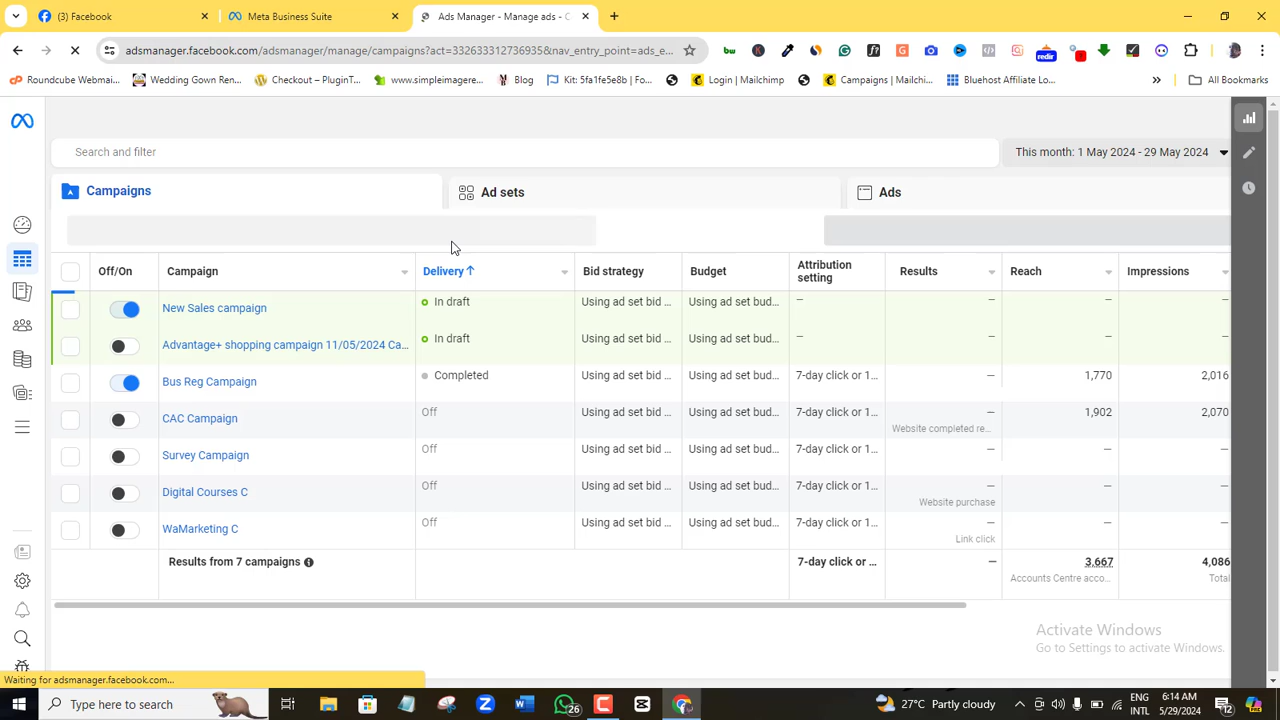 (3) Facebook
Meta Business Suite
Ads Manager - Manage ads - C
adsmanager.facebook.com/adsmanager/manage/campaigns?act=332633312736935&nav_entry_point=ads_e...
Roundcube Webmai...
Wedding Gown Ren...
Checkout – PluginT...
www.simpleimagere...
Blog
Kit: 5fa1fe5e8b | Fo...
Login | Mailchimp
Campaigns | Mailchi...
Bluehost Affiliate Lo...
All Bookmarks
Search and filter
This month: 1 May 2024 - 29 May 2024
Campaigns
Ad sets
Ads
Off/On Campaign Delivery ↑ Bid strategy Budget Attribution setting Results Reach Impressions
New Sales campaign In draft Using ad set bid ... Using ad set bud... — — — —
Advantage+ shopping campaign 11/05/2024 Ca... In draft Using ad set bid ... Using ad set bud... — — — —
Bus Reg Campaign Completed Using ad set bid ... Using ad set bud... 7-day click or 1... — 1,770 2,016
CAC Campaign Off Using ad set bid ... Using ad set bud... 7-day click or 1... — 1,902 2,070
Website completed re...
Survey Campaign Off Using ad set bid ... Using ad set bud... 7-day click or 1... — — —
Digital Courses C Off Using ad set bid ... Using ad set bud... 7-day click or 1... — — —
Website purchase
WaMarketing C Off Using ad set bid ... Using ad set bud... 7-day click or 1... — — —
Link click
Results from 7 campaigns 7-day click or ... — 3,667 4,086
Accounts Centre acco... Total
Activate Windows
Go to Settings to activate Windows.
Waiting for adsmanager.facebook.com...
Type here to search
26
27°C Partly cloudy
ENG
INTL
6:14 AM
5/29/2024
12